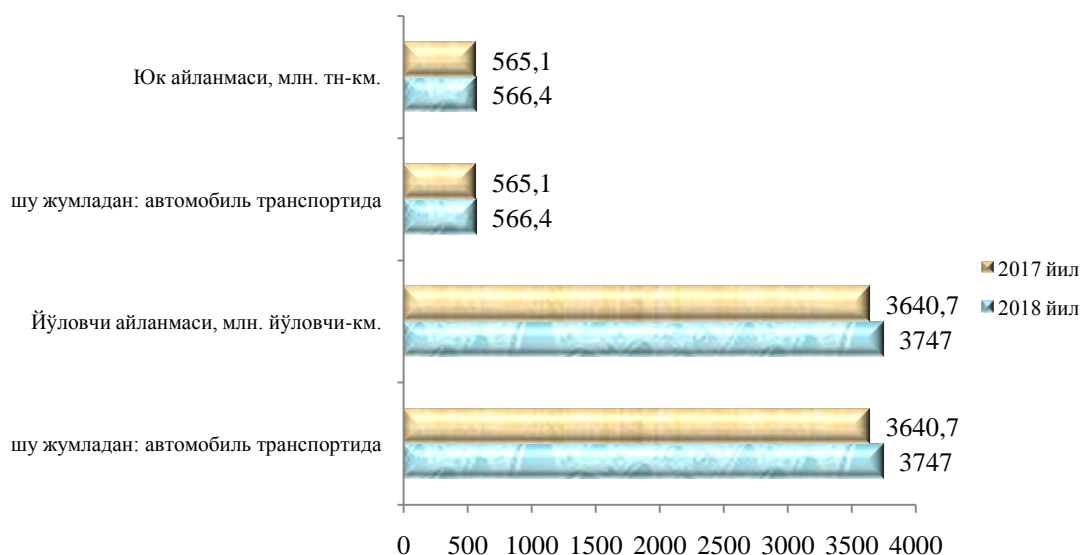 Юк айланмаси, млн. тн-км.
565,1
566,4
шу жумладан: автомобиль транспортида
565,1
566,4
Йўловчи айланмаси, млн. йўловчи-км.
3640,7
3747
шу жумладан: автомобиль транспортида
3640,7
3747
2017 йил
2018 йил
0 500 1000 1500 2000 2500 3000 3500 4000